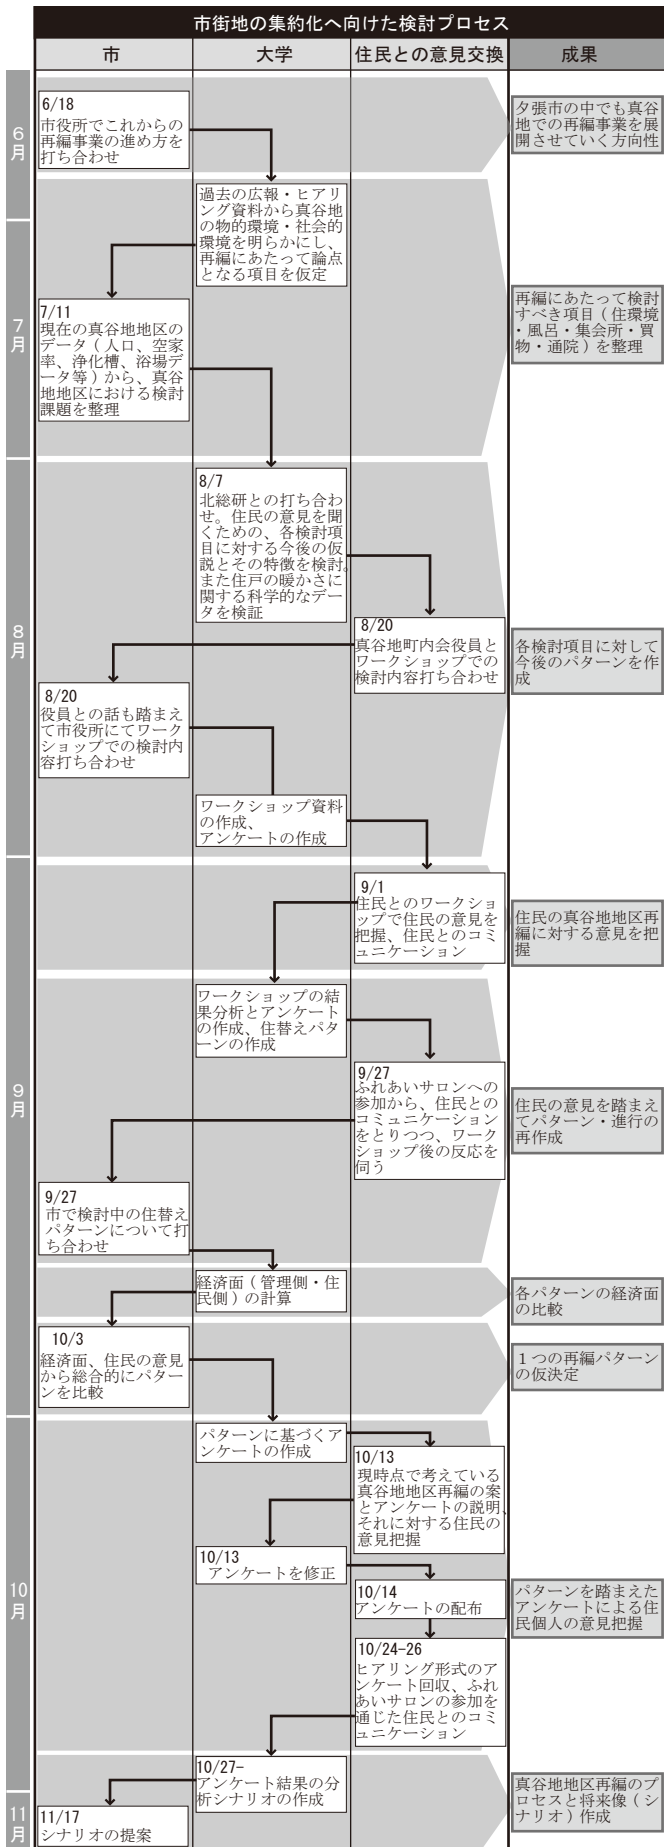 市街地の集約化へ向けた検討プロセス
市
大学
住民との意見交換
成果
6月
6/18
市役所でこれからの
再編事業の進め方を
打ち合わせ
夕張市の中でも真谷
地での再編事業を展
開させていく方向性
過去の広報・ヒアリ
ング資料から真谷地
の物的環境・社会的
環境を明らかにし、
再編にあたって論点
となる項目を仮定
7月
7/11
現在の真谷地地区の
データ（人口、空家
率、浄化槽、浴場デ
ータ等）から、真谷
地地区における検討
課題を整理
再編にあたって検討
すべき項目（住環境
・風呂・集会所・買
物・通院）を整理
8月
8/7
北総研との打ち合わ
せ。住民の意見を聞
くための、各検討項
目に対する今後の仮
説とその特徴を検討。
また住戸の暖かさに
関する科学的なデー
タを検証
8/20
真谷地町内会役員と
ワークショップでの
検討内容打ち合わせ
各検討項目に対して
今後のパターンを作
成
8/20
役員との話も踏まえ
て市役所にてワーク
ショップでの検討内
容打ち合わせ
ワークショップ資料
の作成、
アンケートの作成
9月
9/1
住民とのワークショ
ップで住民の意見を
把握、住民とのコミ
ュニケーション
住民の真谷地地区再
編に対する意見を把
握
ワークショップの結
果分析とアンケート
の作成、住替えパタ
ーンの作成
9/27
ふれあいサロンへの
参加から、住民との
コミュニケーション
をとりつつ、ワーク
ショップ後の反応を
伺う
住民の意見を踏まえ
てパターン・進行の
再作成
9/27
市で検討中の住替え
パターンについて打
ち合わせ
経済面（管理側・住
民側）の計算
各パターンの経済面
の比較
10/3
経済面、住民の意見
から総合的にパター
ンを比較
１つの再編パターン
の仮決定
10月
パターンに基づくア
ンケートの作成
10/13
現時点で考えている
真谷地地区再編の案
とアンケートの説明、
それに対する住民の
意見把握
10/13
アンケートを修正
10/14
アンケートの配布
パターンを踏まえた
アンケートによる住
民個人の意見把握
10/24-26
ヒアリング形式のア
ンケート回収、ふれ
あいサロンの参加を
通じた住民とのコミ
ュニケーション
10/27-
アンケート結果の分
析シナリオの作成
真谷地地区再編のプ
ロセスと将来像（シ
ナリオ）作成
11月
11/17
シナリオの提案